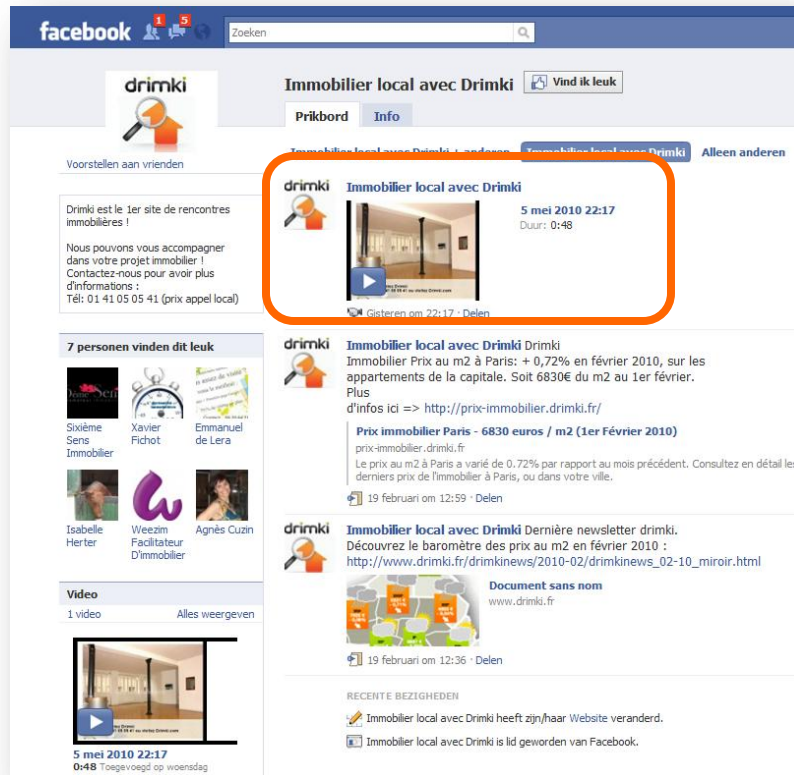 facebook
1
5
Zoeken
drimki
Immobilier local avec Drimki
Vind ik leuk
Prikbord
Info
Voorstellen aan vrienden
Immobilier local avec Drimki + anderen
Immobilier local avec Drimki
Alleen anderen
Drimki est le 1er site de rencontres
immobilières !
Nous pouvons vous accompagner
dans votre projet immobilier !
Contactez-nous pour avoir plus
d'informations :
Tél: 01 41 05 05 41 (prix appel local)
7 personen vinden dit leuk
Sixième
Sens
Immobilier
Xavier
Fichot
Emmanuel
de Lera
Isabelle
Herter
Weezim
Facilitateur
D'immobilier
Agnès Cuzin
Video
1 video
Alles weergeven
5 mei 2010 22:17
0:48 Toegevoegd op woensdag
drimki
Immobilier local avec Drimki
5 mei 2010 22:17
Duur: 0:48
Gisteren om 22:17 · Delen
drimki
Immobilier local avec Drimki Drimki
Immobilier Prix au m2 à Paris: + 0,72% en février 2010, sur les
appartements de la capitale. Soit 6830€ du m2 au 1er février.
Plus
d'infos ici => http://prix-immobilier.drimki.fr/
Prix immobilier Paris - 6830 euros / m2 (1er Février 2010)
prix-immobilier.drimki.fr
Le prix au m2 à Paris a varié de 0.72% par rapport au mois précédent. Consultez en détail les
derniers prix de l'immobilier à Paris, ou dans votre ville.
19 februari om 12:59 · Delen
drimki
Immobilier local avec Drimki Dernière newsletter drimki.
Découvrez le baromètre des prix au m2 en février 2010 :
http://www.drimki.fr/drimkinews/2010-02/drimkinews_02-10_miroir.html
Document sans nom
www.drimki.fr
19 februari om 12:36 · Delen
RECENTE BEZIGHEDEN
Immobilier local avec Drimki heeft zijn/haar Website veranderd.
Immobilier local avec Drimki is lid geworden van Facebook.